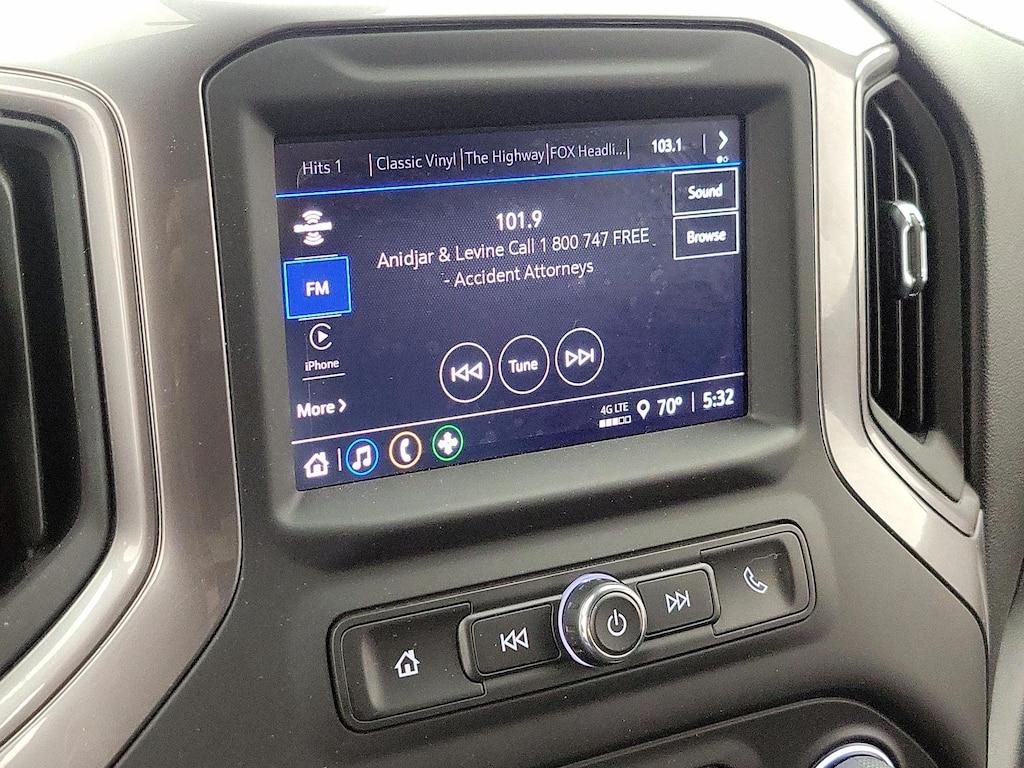 Hits 1 Classic Vinyl The Highway FOX Headli... 103.1
Sound
101.9
Browse
Anidjar & Levine Call 1 800 747 FREE
- Accident Attorneys
FM
iPhone
Tune
More
4G LTE 70° 5:32